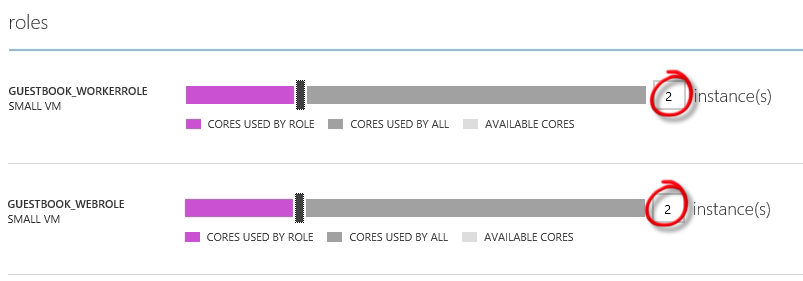 roles
GUESTBOOK_WORKERROLE
SMALL VM
2 instance(s)
CORES USED BY ROLE CORES USED BY ALL AVAILABLE CORES
GUESTBOOK_WEBROLE
SMALL VM
2 instance(s)
CORES USED BY ROLE CORES USED BY ALL AVAILABLE CORES